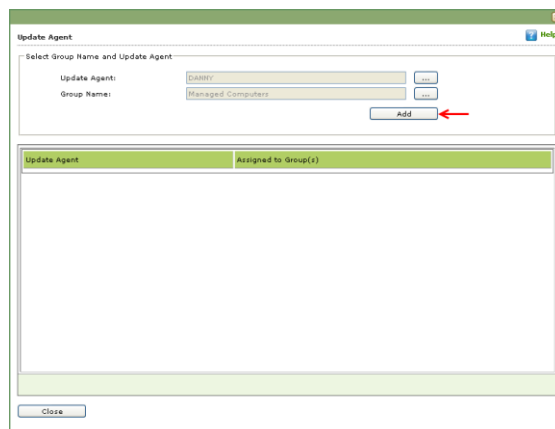 Update Agent
Help
Select Group Name and Update Agent
Update Agent: DANNY ...
Group Name: Managed Computers ...
Add
Update Agent Assigned to Group(s)
Close